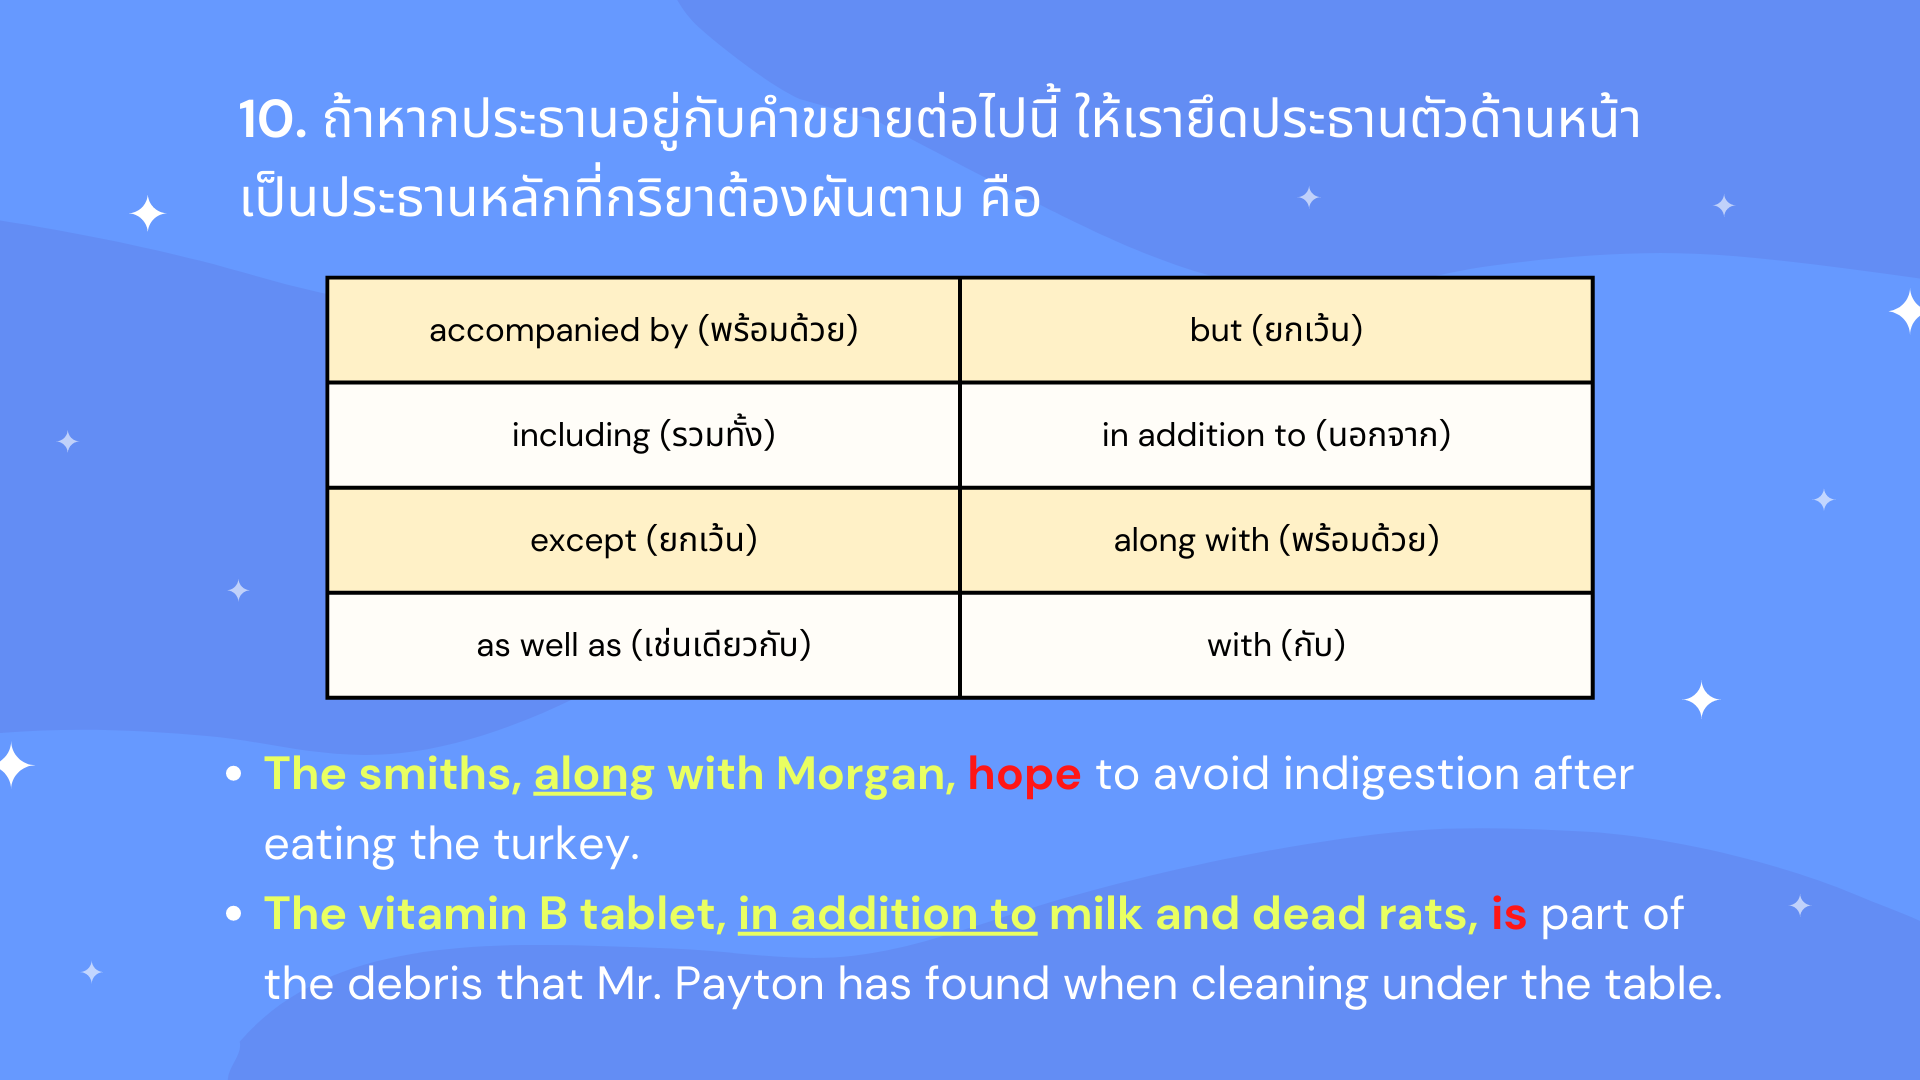 10. ถ้าหากประธานอยู่กับคำขยายต่อไปนี้ ให้เรายึดประธานตัวด้านหน้า
เป็นประธานหลักที่กริยาต้องผันตาม คือ
accompanied by (พร้อมด้วย)
but (ยกเว้น)
including (รวมทั้ง)
in addition to (นอกจาก)
except (ยกเว้น)
along with (พร้อมด้วย)
as well as (เช่นเดียวกับ)
with (กับ)
The smiths, along with Morgan, hope to avoid indigestion after
eating the turkey.
The vitamin B tablet, in addition to milk and dead rats, is part of
the debris that Mr. Payton has found when cleaning under the table.